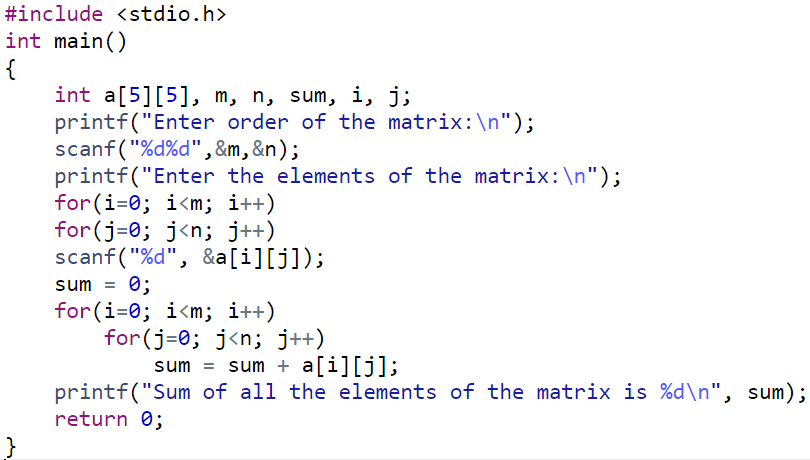 #include <stdio.h>
int main()
{
    int a[5][5], m, n, sum, i, j;
    printf("Enter order of the matrix:\n");
    scanf("%d%d",&m,&n);
    printf("Enter the elements of the matrix:\n");
    for(i=0; i<m; i++)
    for(j=0; j<n; j++)
    scanf("%d", &a[i][j]);
    sum = 0;
    for(i=0; i<m; i++)
        for(j=0; j<n; j++)
            sum = sum + a[i][j];
    printf("Sum of all the elements of the matrix is %d\n", sum);
    return 0;
}